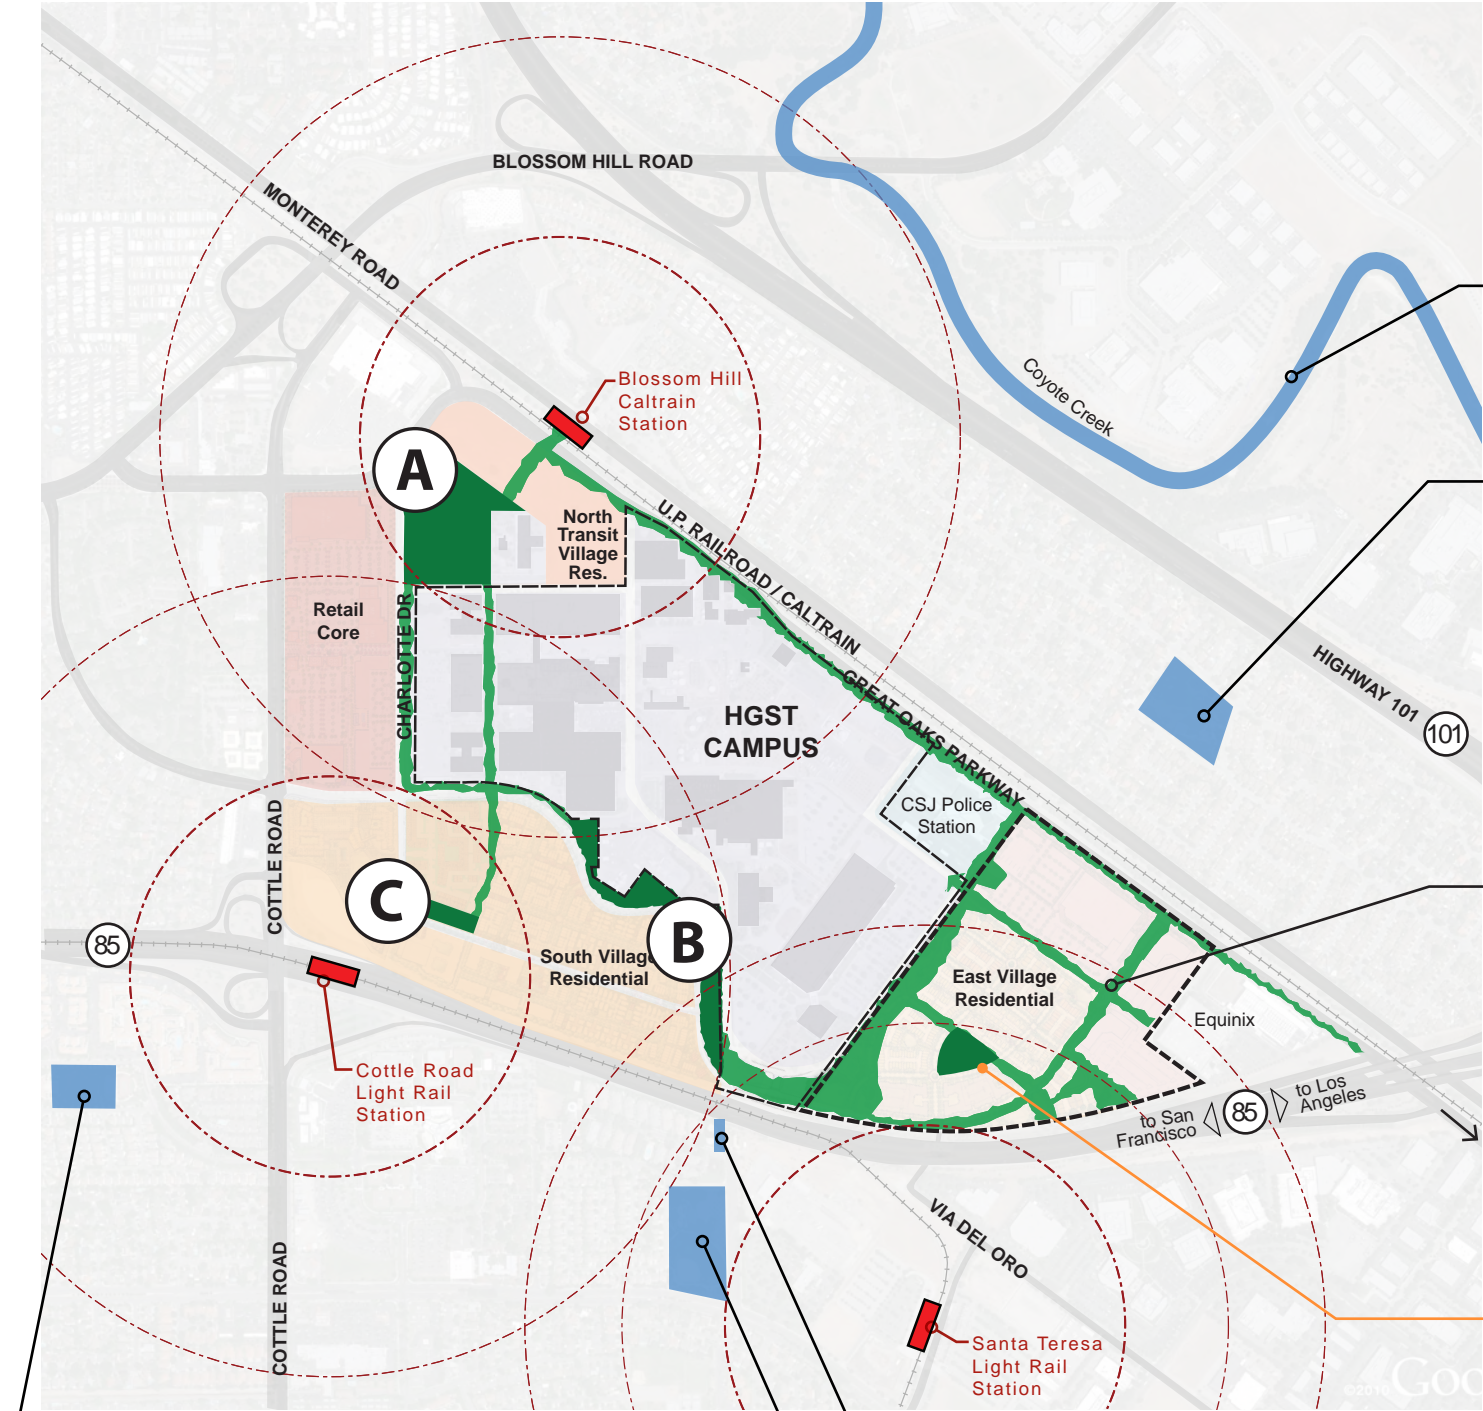 BLOSSOM HILL ROAD
MONTEREY ROAD
Coyote Creek
Blossom Hill
Caltrain
Station
A
U.P. RAILROAD / CALTRAIN
North
Transit
Village
Res.
Retail
Core
CHARLOTTE DR
HIGHWAY 101
101
GREAT OAKS PARKWAY
HGST
CAMPUS
CSJ Police
Station
COTTLE ROAD
C
B
85
South Village
Residential
East Village
Residential
Equinix
Cottle Road
Light Rail
Station
to San
Francisco
85
to Los
Angeles
VIA DEL ORO
COTTLE ROAD
Santa Teresa
Light Rail
Station
©2010 Goo